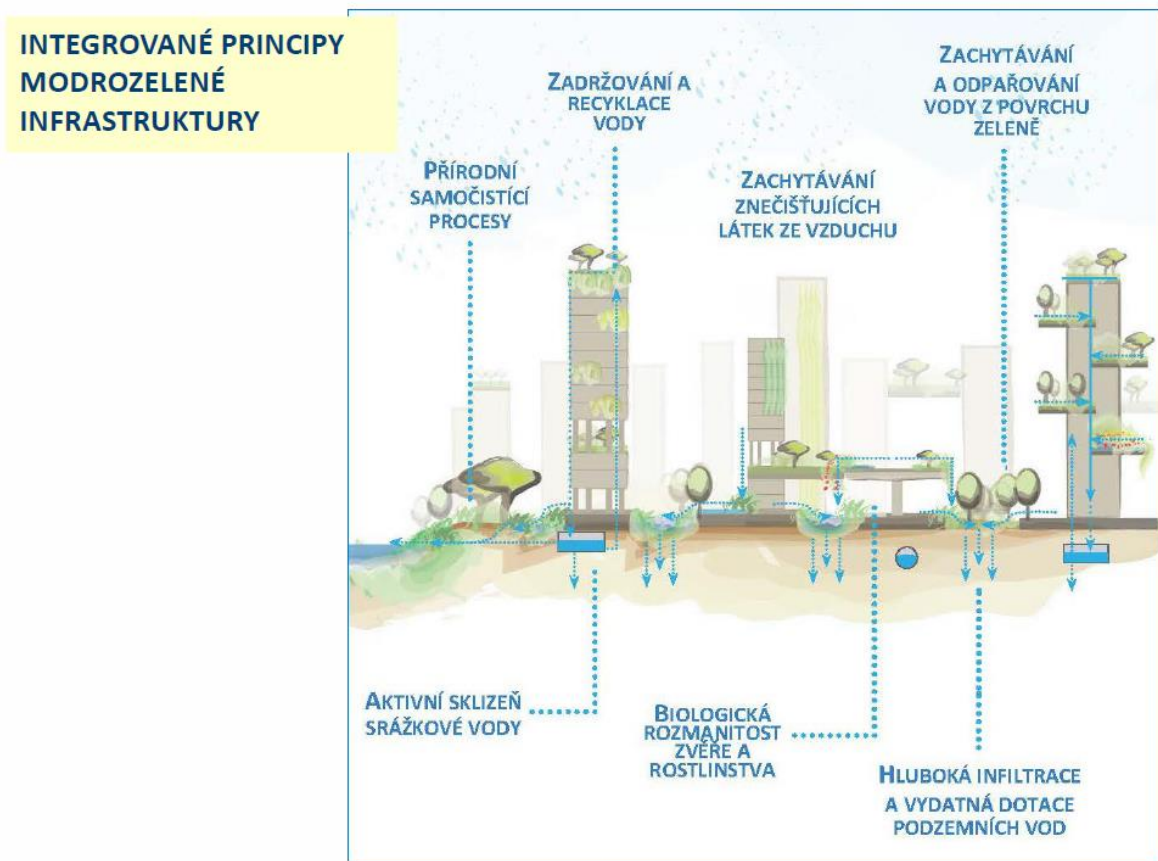 INTEGROVANÉ PRINCIPY
MODROZELENÉ
INFRASTRUKTURY
PŘÍRODNÍ
SAMOČISTÍCÍ
PROCESY
ZADRŽOVÁNÍ A
RECYKLACE
VODY
ZACHYTÁVÁNÍ
ZNEČIŠŤUJÍCÍCH
LÁTEK ZE VZDUCHU
ZACHYTÁVÁNÍ
A ODPAŘOVÁNÍ
VODY Z POVRCHU
ZELENĚ
AKTIVNÍ SKLIZEŇ
SRÁŽKOVÉ VODY
BIOLOGICKÁ
ROZMANITOST
ZVĚŘE A
ROSTLINSTVA
HLUBOKÁ INFILTRACE
A VYDATNÁ DOTACE
PODZEMNÍCH VOD